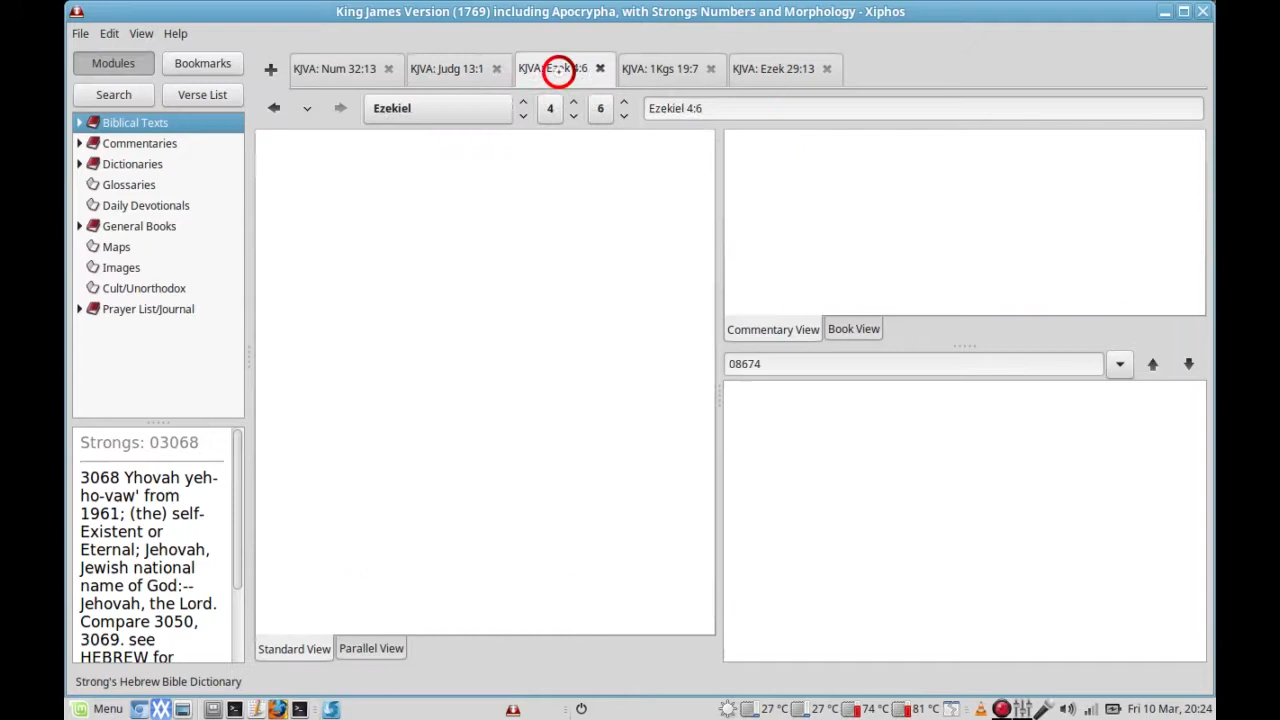 King James Version (1769) including Apocrypha, with Strongs Numbers and Morphology - Xiphos
File Edit View Help
Modules Bookmarks
Search Verse List
KJVA: Num 32:13 KJVA: Judg 13:1 KJVA: Ezek 4:6 KJVA: 1Kgs 19:7 KJVA: Ezek 29:13
Ezekiel 4 6 Ezekiel 4:6
Biblical Texts
Commentaries
Dictionaries
Glossaries
Daily Devotionals
General Books
Maps
Images
Cult/Unorthodox
Prayer List/Journal
Strongs: 03068
3068 Yhovah yeh-
ho-vaw' from
1961; (the) self-
Existent or
Eternal; Jehovah,
Jewish national
name of God:--
Jehovah, the Lord.
Compare 3050,
3069. see
HEBREW for
Standard View Parallel View
Commentary View Book View
08674
Strong's Hebrew Bible Dictionary
Menu 27 °C 27 °C 74 °C 81 °C Fri 10 Mar, 20:24